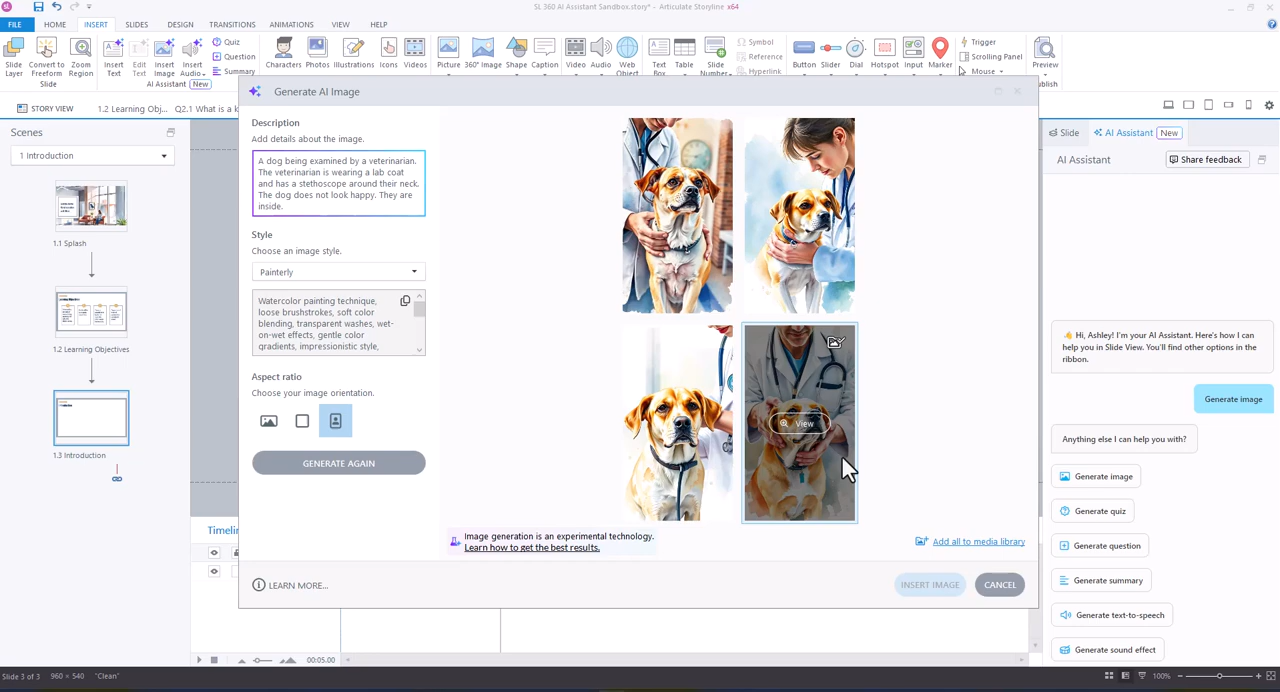 SL 360 AI Assistant Sandbox.story* - Articulate Storyline x64
FILE HOME INSERT SLIDES DESIGN TRANSITIONS ANIMATIONS VIEW HELP
Slide Layer
Convert to Freeform
Zoom Region
Slide
Insert Text
Edit Text
Insert Image
Insert Audio
Quiz
Question
Summary
AI Assistant New
Characters
Photos
Illustrations
Icons
Videos
Picture
360° Image
Shape
Caption
Video
Audio
Web Object
Text Box
Table
Slide Number
Symbol
Reference
Hyperlink
Button
Slider
Dial
Hotspot
Input
Marker
Trigger
Scrolling Panel
Mouse
Preview
STORY VIEW
1.2 Learning Obj...
Q2.1 What is a k
Scenes
1 Introduction
1.1 Splash
1.2 Learning Objectives
1.3 Introduction
Generate AI Image
Description
Add details about the image.
A dog being examined by a veterinarian.
The veterinarian is wearing a lab coat
and has a stethoscope around their neck.
The dog does not look happy. They are
inside.
Style
Choose an image style.
Painterly
Watercolor painting technique,
loose brushstrokes, soft color
blending, transparent washes, wet-
on-wet effects, gentle color
gradients, impressionistic style,
Aspect ratio
Choose your image orientation.
GENERATE AGAIN
View
Image generation is an experimental technology.
Learn how to get the best results.
Add all to media library
LEARN MORE...
INSERT IMAGE
CANCEL
Slide
AI Assistant New
AI Assistant
Share feedback
👋 Hi, Ashley! I'm your AI Assistant. Here's how I can
help you in Slide View. You'll find other options in the
ribbon.
Generate image
Anything else I can help you with?
Generate image
Generate quiz
Generate question
Generate summary
Generate text-to-speech
Generate sound effect
00:05.00
Slide 3 of 3 960 × 540 "Clean"
100%